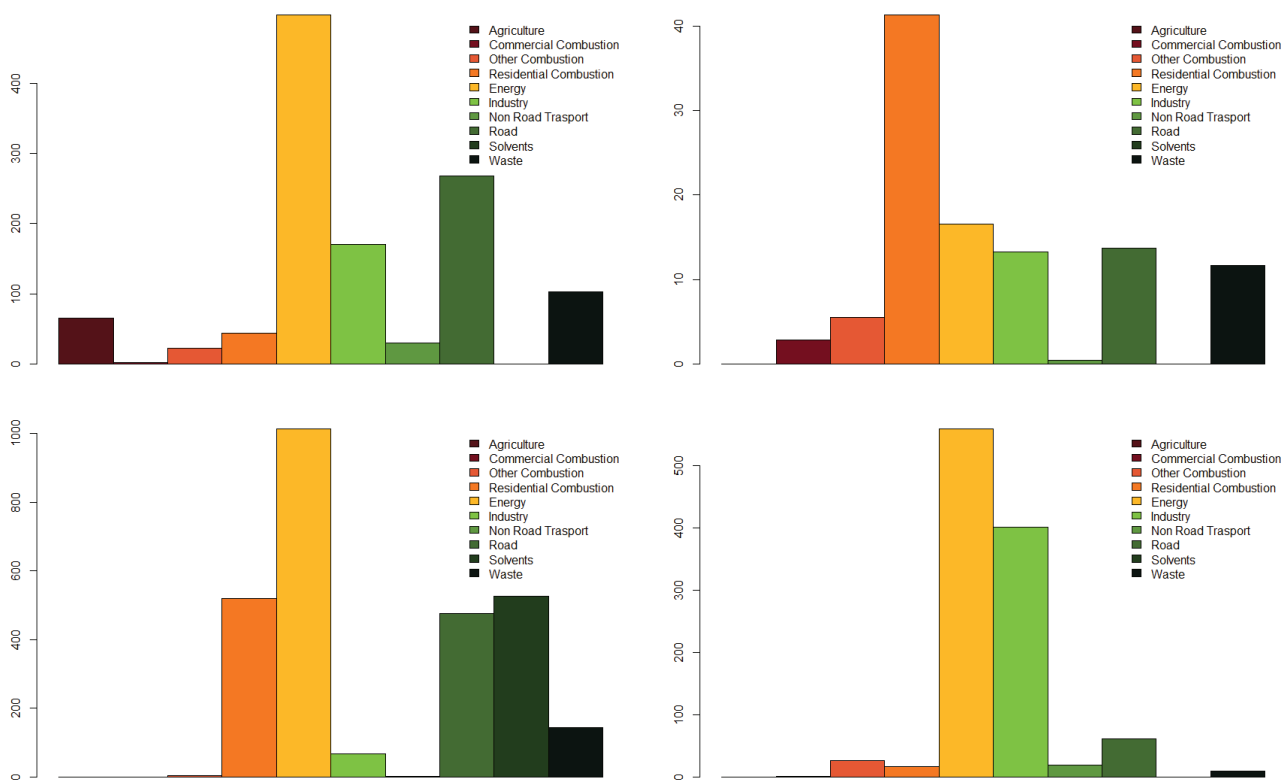 400
300
200
100
0
Agriculture
Commercial Combustion
Other Combustion
Residential Combustion
Energy
Industry
Non Road Trasport
Road
Solvents
Waste
40
30
20
10
0
Agriculture
Commercial Combustion
Other Combustion
Residential Combustion
Energy
Industry
Non Road Trasport
Road
Solvents
Waste
1000
800
600
400
200
0
Agriculture
Commercial Combustion
Other Combustion
Residential Combustion
Energy
Industry
Non Road Trasport
Road
Solvents
Waste
500
400
300
200
100
0
Agriculture
Commercial Combustion
Other Combustion
Residential Combustion
Energy
Industry
Non Road Trasport
Road
Solvents
Waste